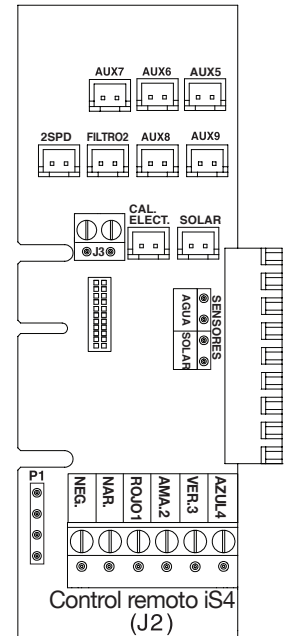 AUX7 AUX6 AUX5
2SPD FILTRO2 AUX8 AUX9
CAL.
ELECT. SOLAR
J3
SENSORES
AGUA SOLAR
P1
NEG. NAR. ROJO1 AMA.2 VER.3 AZUL4
Control remoto iS4
(J2)